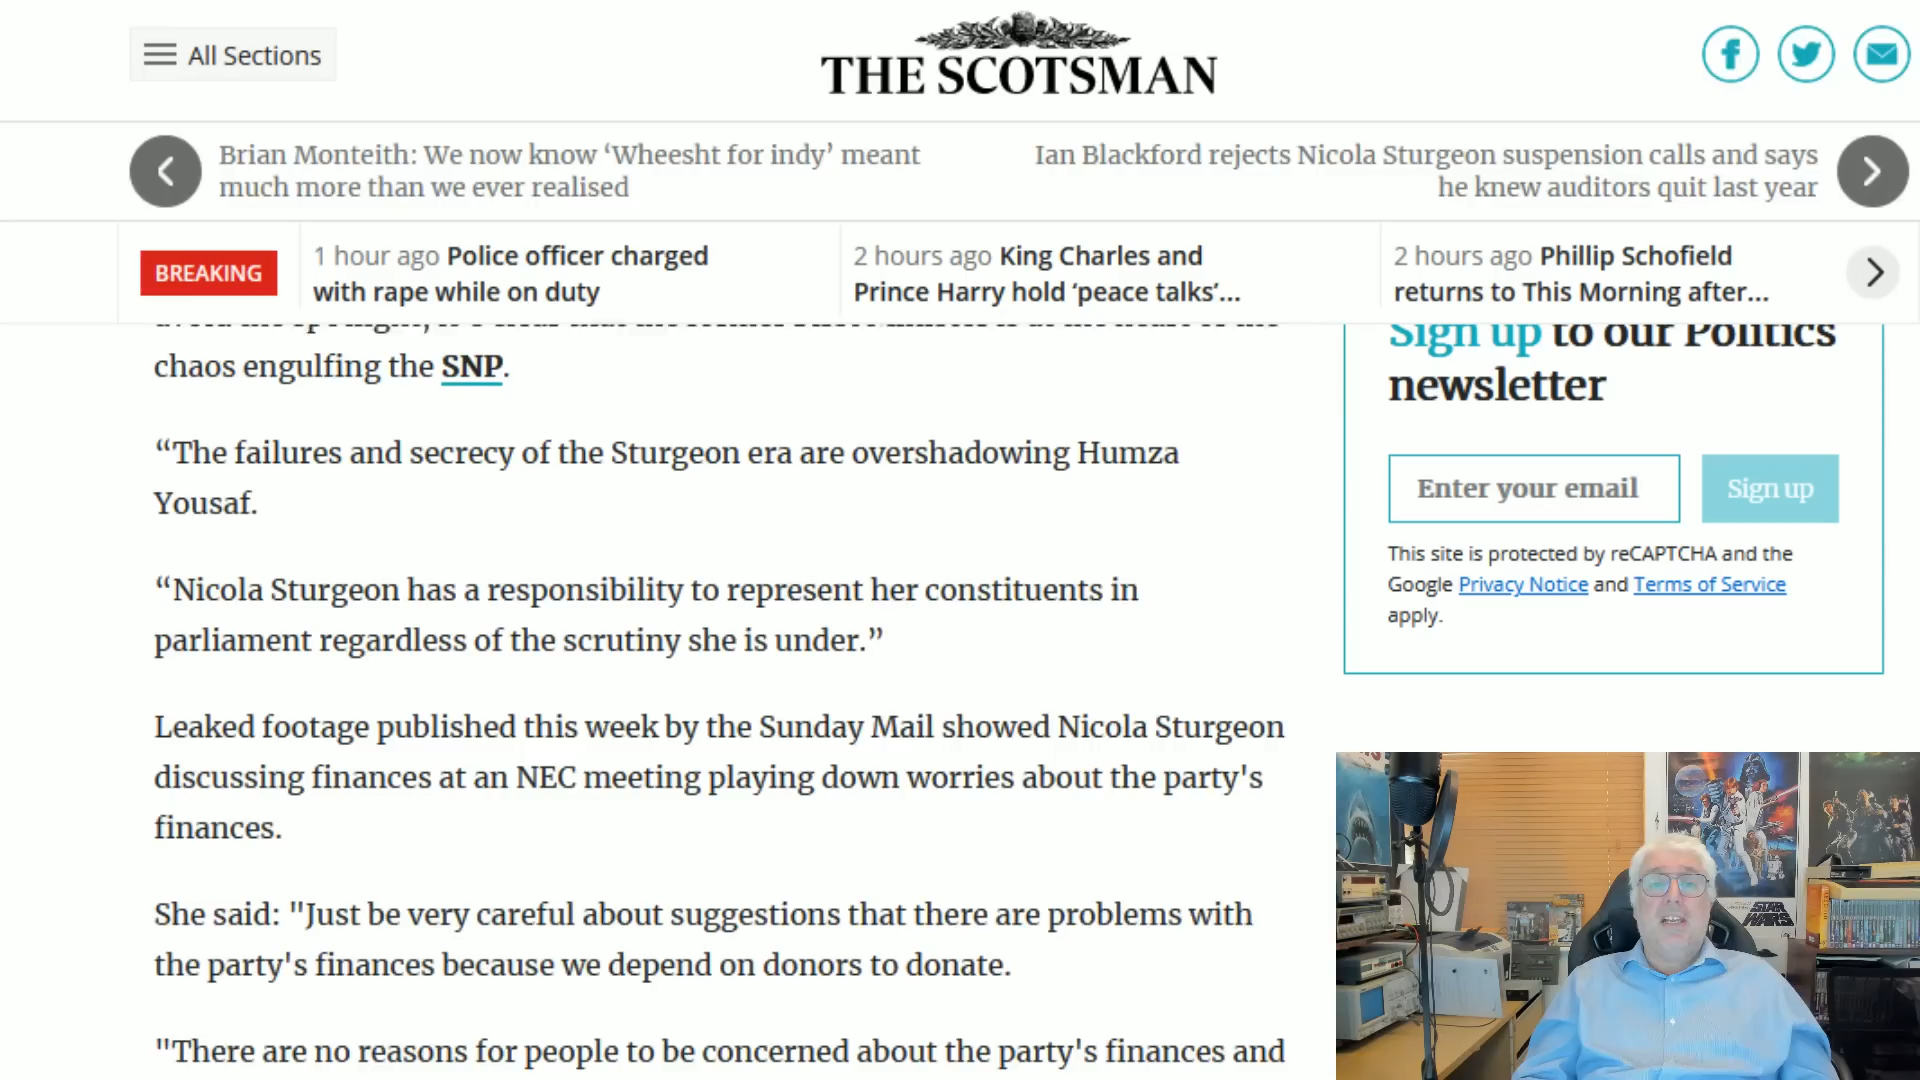 All Sections
THE SCOTSMAN
Brian Monteith: We now know ‘Wheesht for indy’ meant
much more than we ever realised
Ian Blackford rejects Nicola Sturgeon suspension calls and says
he knew auditors quit last year
BREAKING
1 hour ago Police officer charged
with rape while on duty
2 hours ago King Charles and
Prince Harry hold ‘peace talks’...
2 hours ago Phillip Schofield
returns to This Morning after...
chaos engulfing the SNP.
“The failures and secrecy of the Sturgeon era are overshadowing Humza
Yousaf.
“Nicola Sturgeon has a responsibility to represent her constituents in
parliament regardless of the scrutiny she is under.”
Leaked footage published this week by the Sunday Mail showed Nicola Sturgeon
discussing finances at an NEC meeting playing down worries about the party's
finances.
She said: "Just be very careful about suggestions that there are problems with
the party's finances because we depend on donors to donate.
"There are no reasons for people to be concerned about the party's finances and
Sign up to our Politics
newsletter
Enter your email
Sign up
This site is protected by reCAPTCHA and the
Google Privacy Notice and Terms of Service
apply.
STAR
WARS